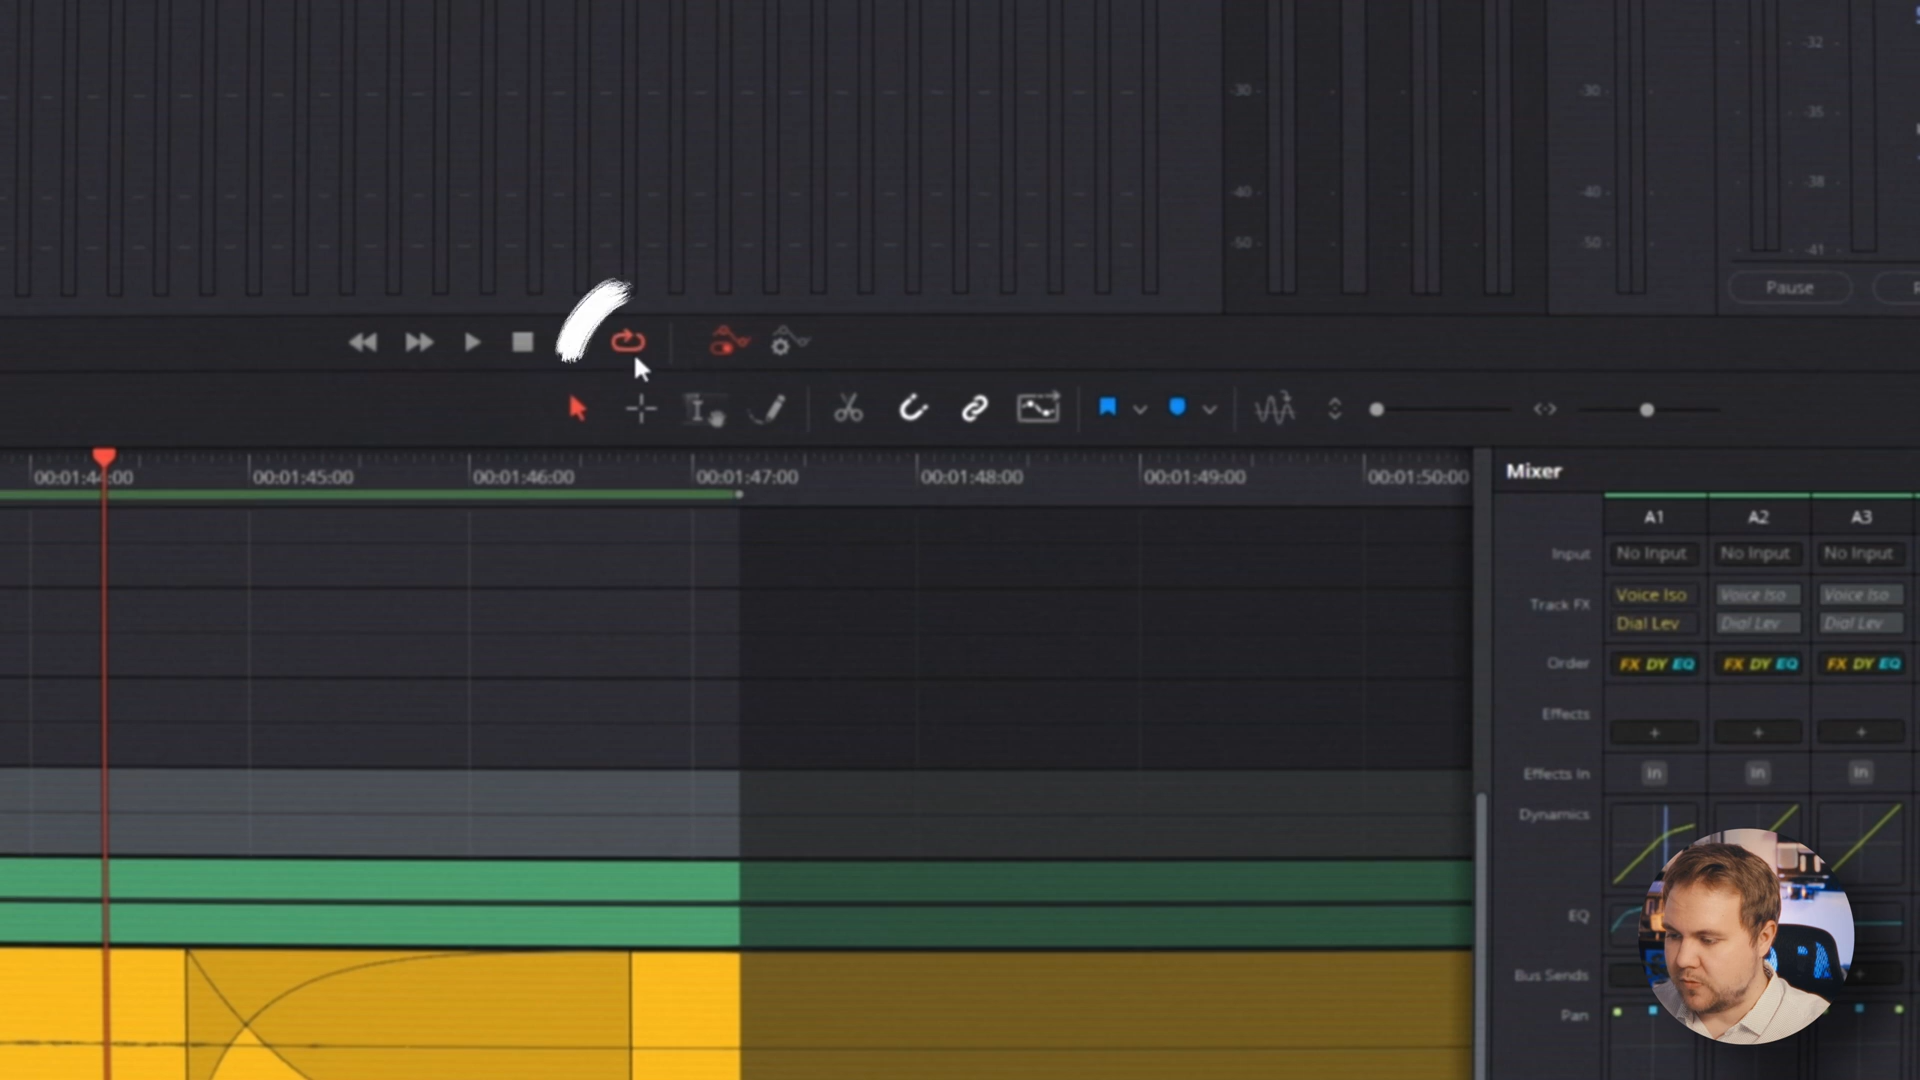 -32
-30
-30
-35
-38
-40
-40
-50
-50
-41
Pause
00:01:44:00
00:01:45:00
00:01:46:00
00:01:47:00
00:01:48:00
00:01:49:00
00:01:50:00
Mixer
A1
A2
A3
Input
No Input
No Input
No Input
Track FX
Voice Iso
Voice Iso
Voice Iso
Dial Lev
Dial Lev
Dial Lev
Order
FX DY EQ
FX DY EQ
FX DY EQ
Effects
+
+
+
Effects In
In
In
In
Dynamics
EQ
Bus Sends
Pan